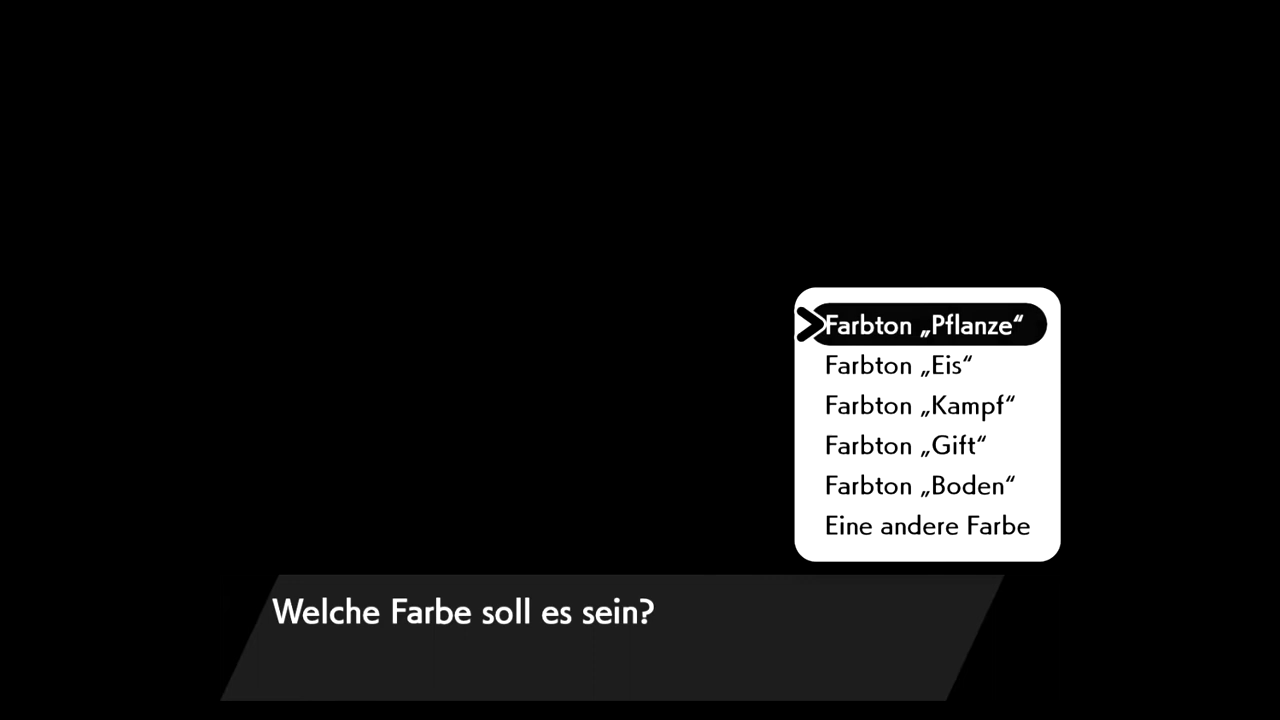 Farbton „Pflanze“
Farbton „Eis“
Farbton „Kampf“
Farbton „Gift“
Farbton „Boden“
Eine andere Farbe
Welche Farbe soll es sein?